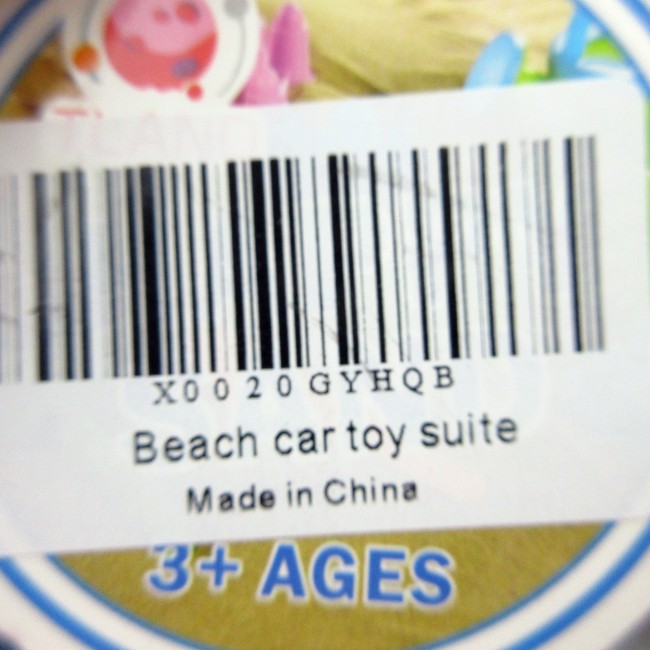 X0020GYHQB
Beach car toy suite
Made in China
3+ AGES